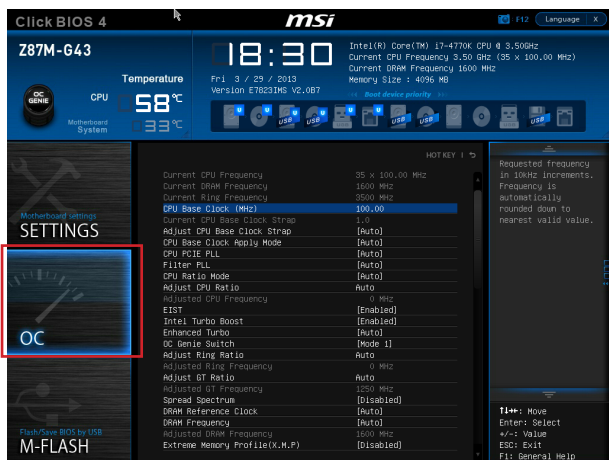 Click BIOS 4
msi
F12 Language X
Z87M-G43
OC
GENIE
Temperature
CPU 58°C
Motherboard
System 33°C
18:30
Fri 3 / 29 / 2013
Version E7823IMS V2.0B7
Intel(R) Core(TM) i7-4770K CPU @ 3.50GHz
Current CPU Frequency 3.50 GHz (35 x 100.00 MHz)
Current DRAM Frequency 1600 MHz
Memory Size : 4096 MB
Boot device priority
U U U U U U U
USB USB USB USB
HOT KEY
Motherboard settings
SETTINGS
OC
Flash/Save BIOS by USB
M-FLASH
Current CPU Frequency 35 x 100.00 MHz
Current DRAM Frequency 1600 MHz
Current Ring Frequency 3500 MHz
CPU Base Clock (MHz) 100.00
Current CPU Base Clock Strap 1.0
Adjust CPU Base Clock Strap [Auto]
CPU Base Clock Apply Mode [Auto]
CPU PCIE PLL [Auto]
Filter PLL [Auto]
CPU Ratio Mode [Auto]
Adjust CPU Ratio Auto
Adjusted CPU Frequency 0 MHz
EIST [Enabled]
Intel Turbo Boost [Enabled]
Enhanced Turbo [Auto]
OC Genie Switch [Mode 1]
Adjust Ring Ratio Auto
Adjusted Ring Frequency 0 MHz
Adjust GT Ratio Auto
Adjusted GT Frequency 1250 MHz
Spread Spectrum [Disabled]
DRAM Reference Clock [Auto]
DRAM Frequency [Auto]
Adjusted DRAM Frequency 1600 MHz
Extreme Memory Profile(X.M.P) [Disabled]
Requested frequency
in 10kHz increments.
Frequency is
automatically
rounded down to
nearest valid value.
↑↓←→: Move
Enter: Select
+/-: Value
ESC: Exit
F1: General Help